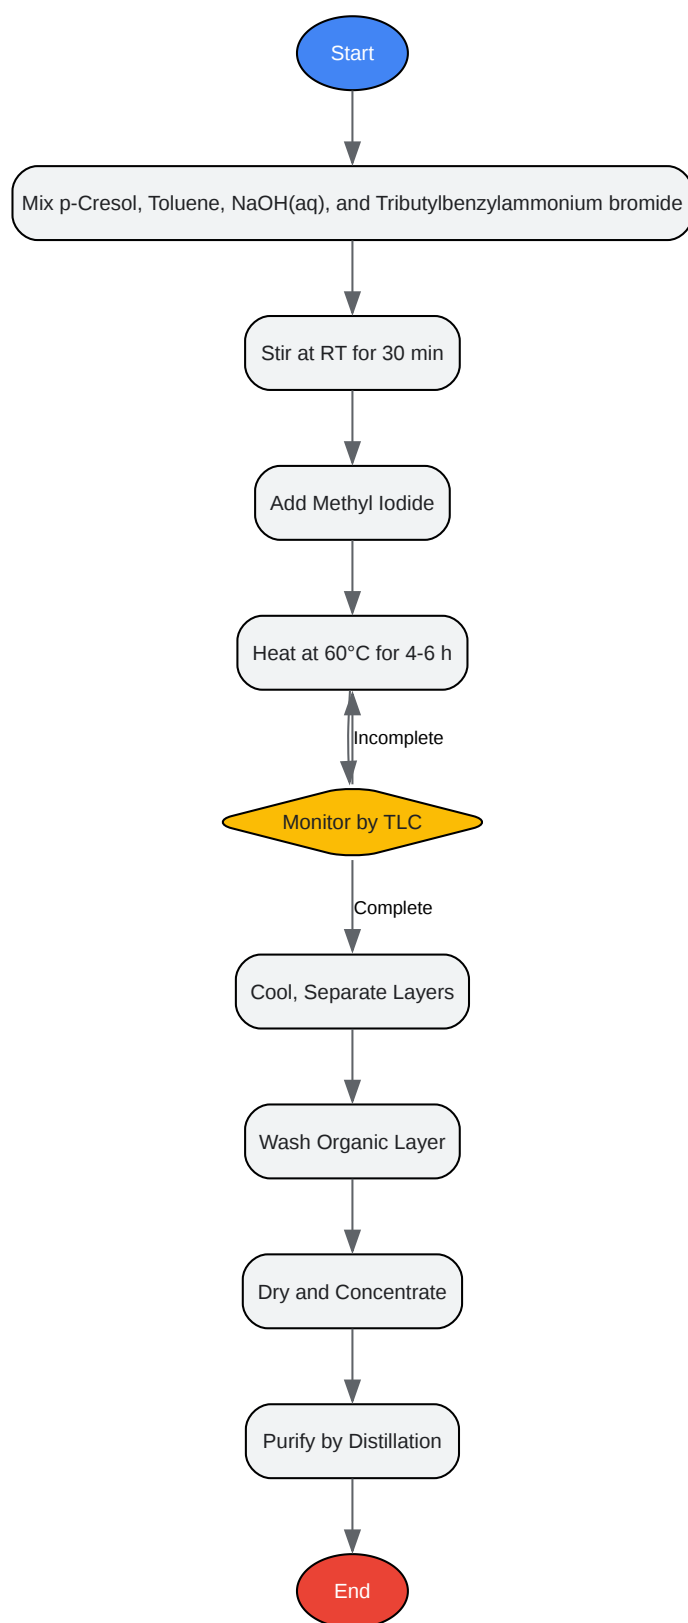 Start
Mix p-Cresol, Toluene, NaOH(aq), and Tributylbenzylammonium bromide
Stir at RT for 30 min
Add Methyl Iodide
Heat at 60°C for 4-6 h
Incomplete
Monitor by TLC
Complete
Cool, Separate Layers
Wash Organic Layer
Dry and Concentrate
Purify by Distillation
End